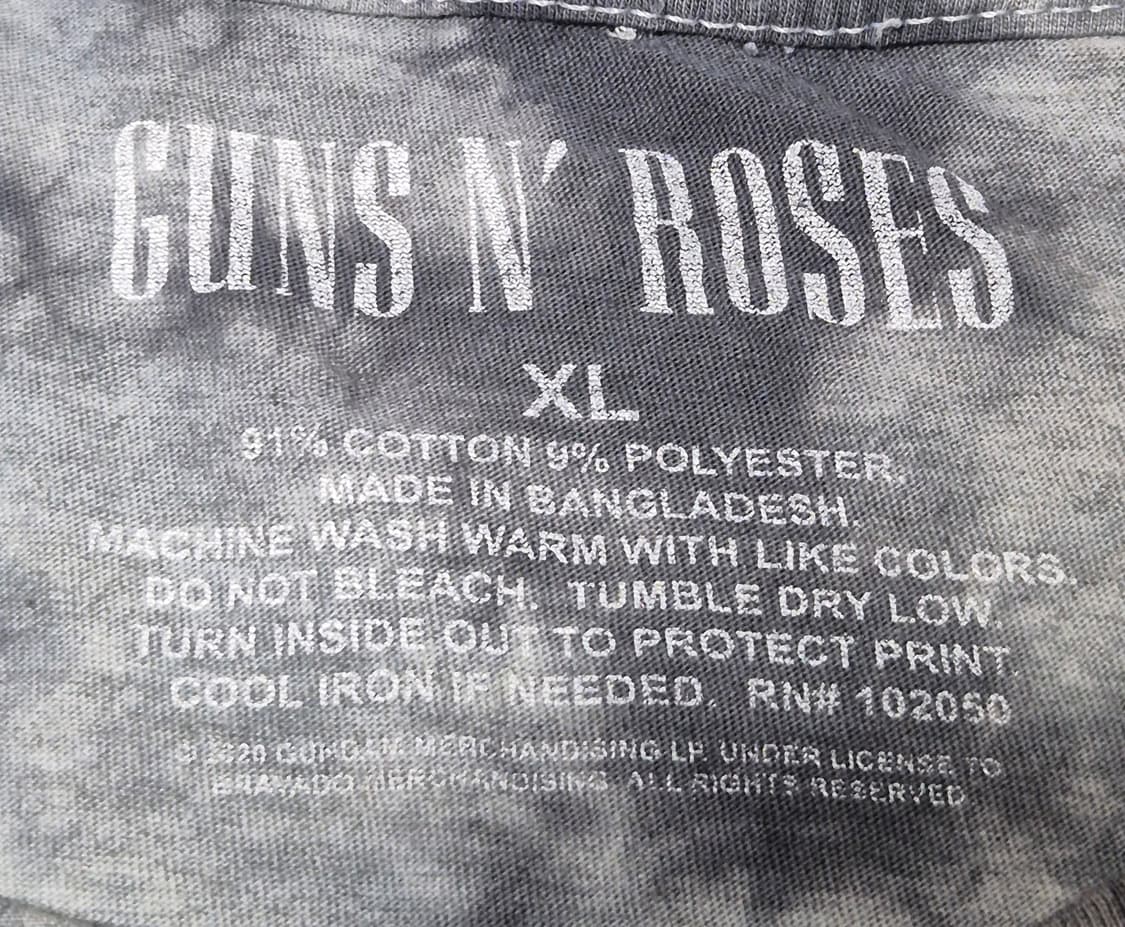 GUNS N' ROSES
XL
91% COTTON 9% POLYESTER.
MADE IN BANGLADESH.
MACHINE WASH WARM WITH LIKE COLORS.
DO NOT BLEACH. TUMBLE DRY LOW.
TURN INSIDE OUT TO PROTECT PRINT.
COOL IRON IF NEEDED. RN# 102050
© 2020 MERCHANDISING LP. UNDER LICENSE TO
BRAVADO MERCHANDISING. ALL RIGHTS RESERVED